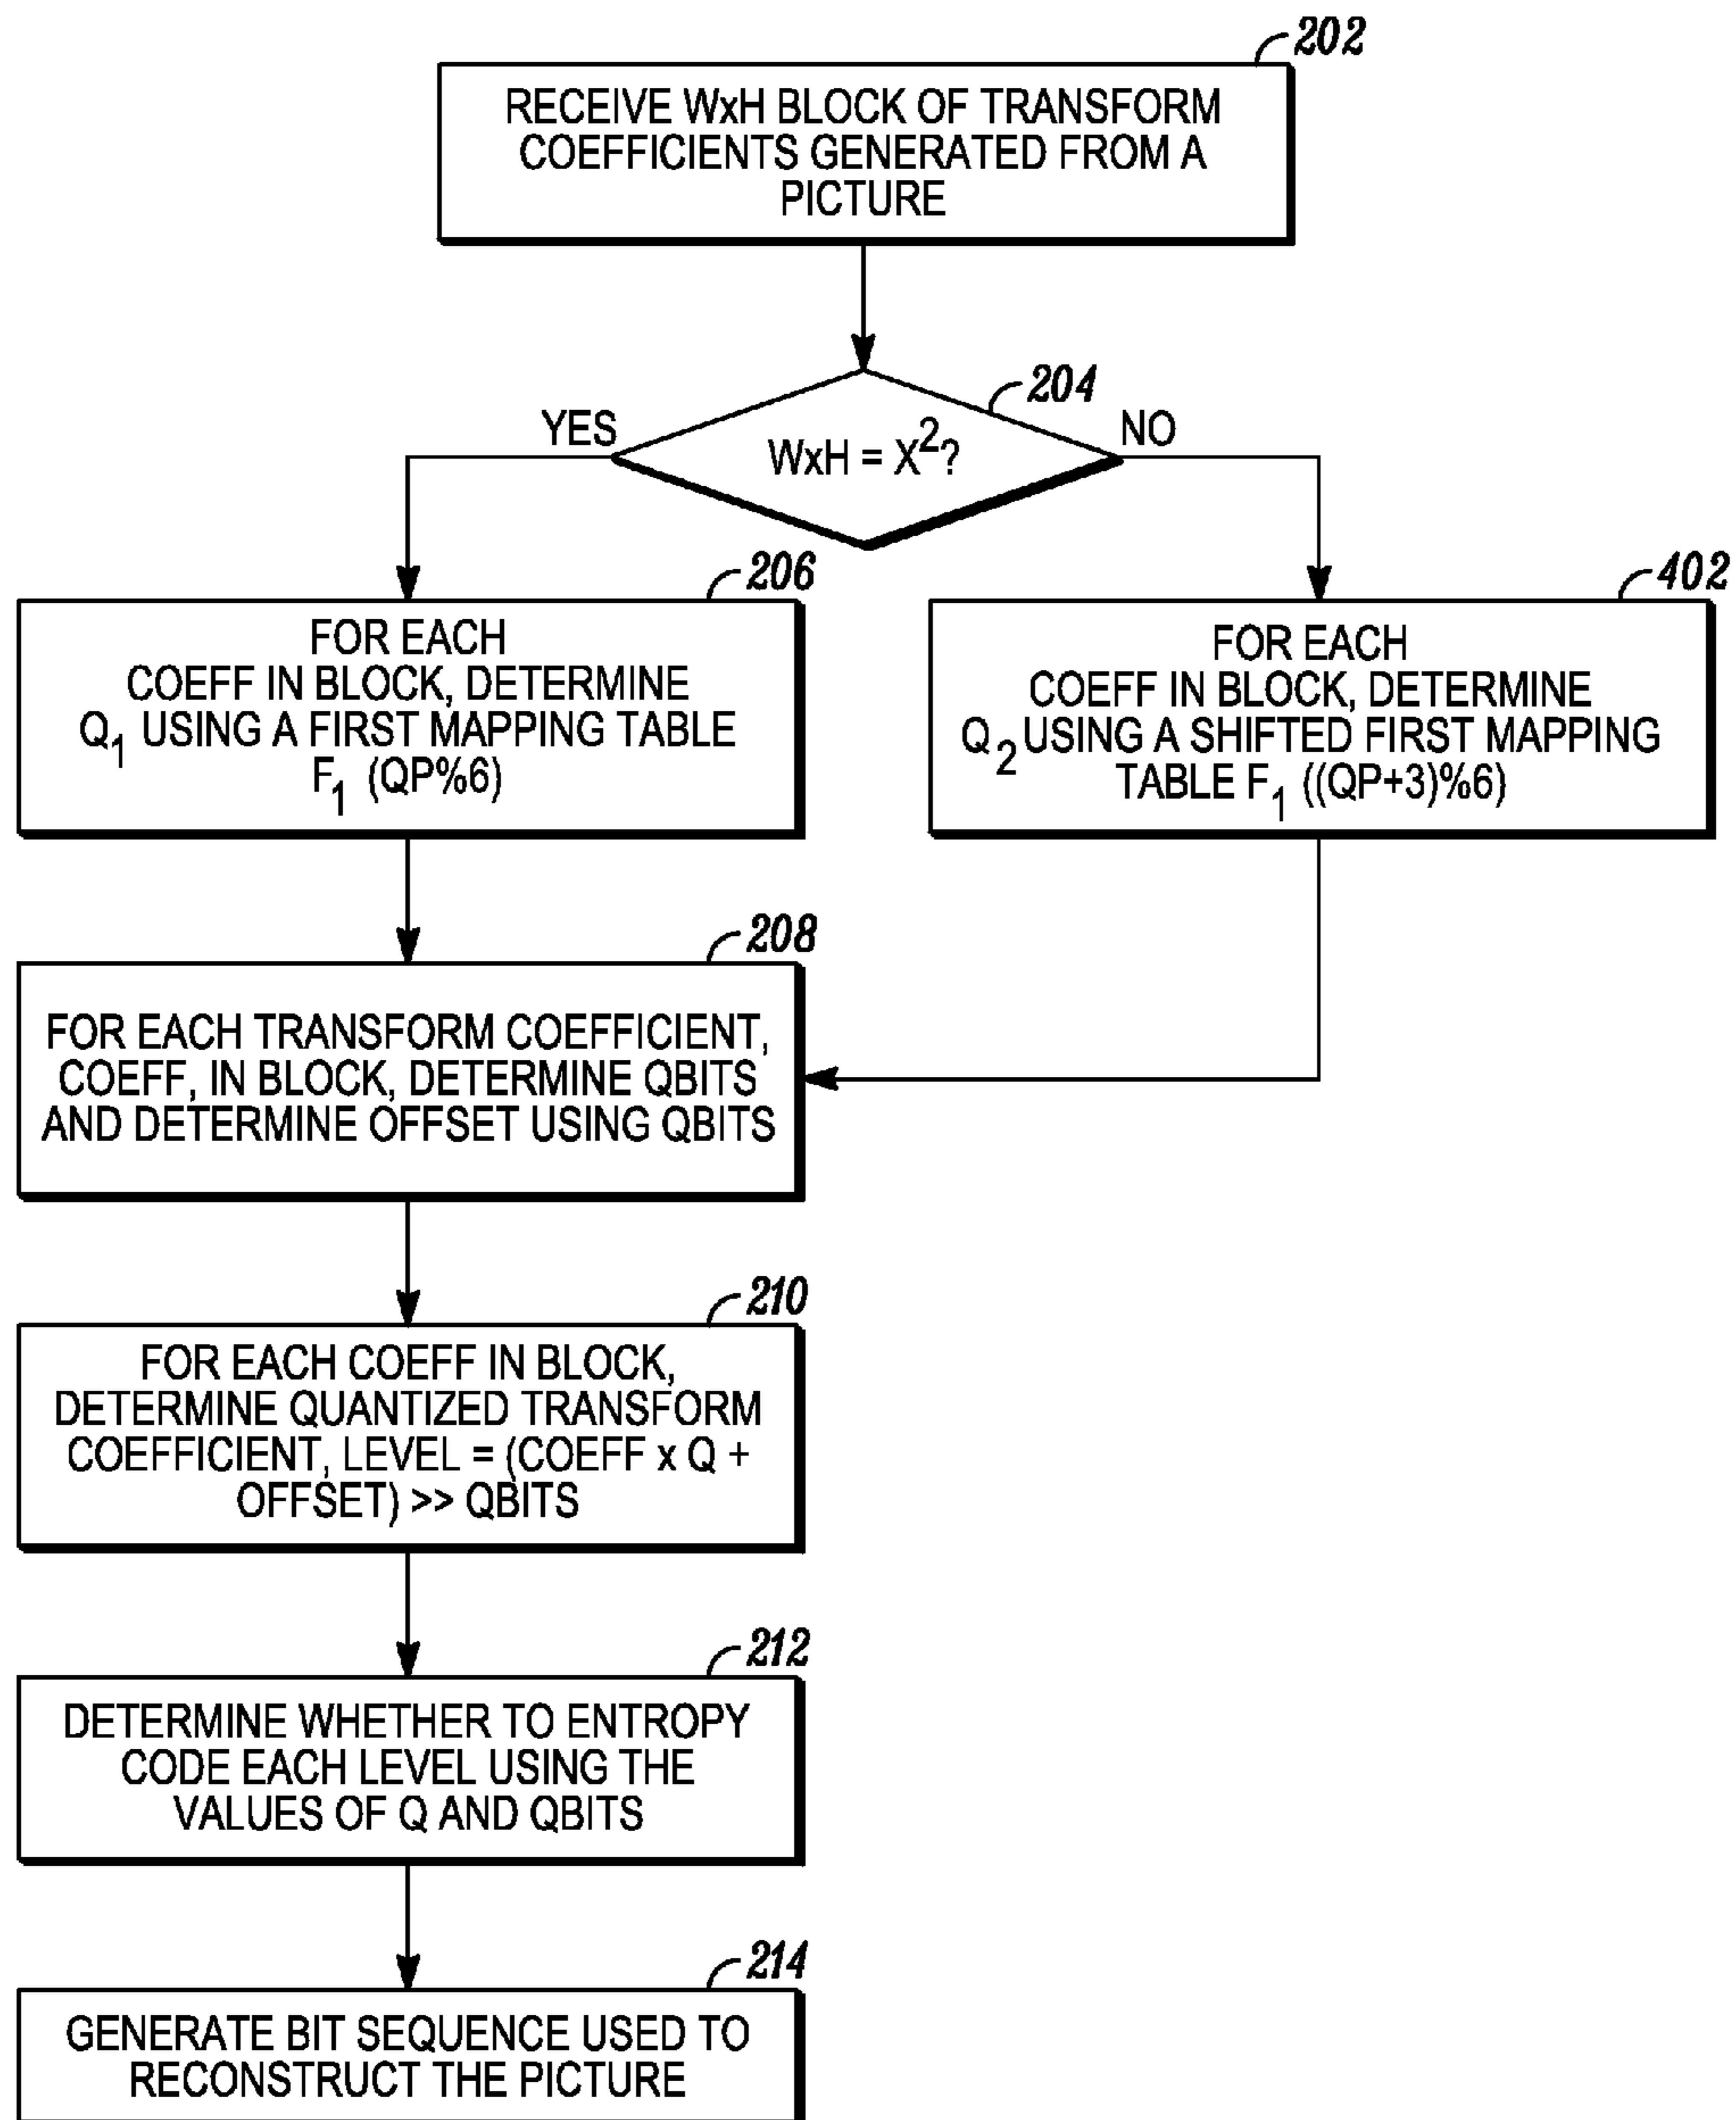 202
RECEIVE WxH BLOCK OF TRANSFORM
COEFFICIENTS GENERATED FROM A
PICTURE
204
YES
WxH = X²?
NO
206
FOR EACH
COEFF IN BLOCK, DETERMINE
Q₁ USING A FIRST MAPPING TABLE
F₁ (QP%6)
402
FOR EACH
COEFF IN BLOCK, DETERMINE
Q₂ USING A SHIFTED FIRST MAPPING
TABLE F₁ ((QP+3)%6)
208
FOR EACH TRANSFORM COEFFICIENT,
COEFF, IN BLOCK, DETERMINE QBITS
AND DETERMINE OFFSET USING QBITS
210
FOR EACH COEFF IN BLOCK,
DETERMINE QUANTIZED TRANSFORM
COEFFICIENT, LEVEL = (COEFF x Q +
OFFSET) >> QBITS
212
DETERMINE WHETHER TO ENTROPY
CODE EACH LEVEL USING THE
VALUES OF Q AND QBITS
214
GENERATE BIT SEQUENCE USED TO
RECONSTRUCT THE PICTURE